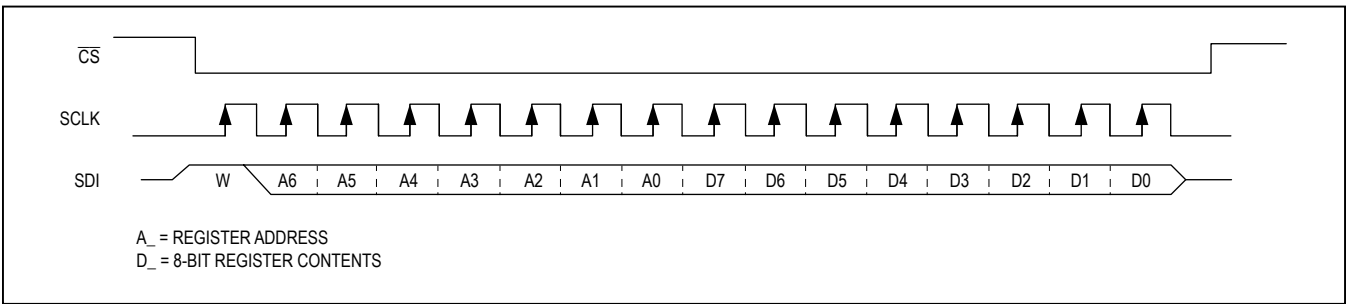 CS
SCLK
SDI W A6 A5 A4 A3 A2 A1 A0 D7 D6 D5 D4 D3 D2 D1 D0
A_ = REGISTER ADDRESS
D_ = 8-BIT REGISTER CONTENTS